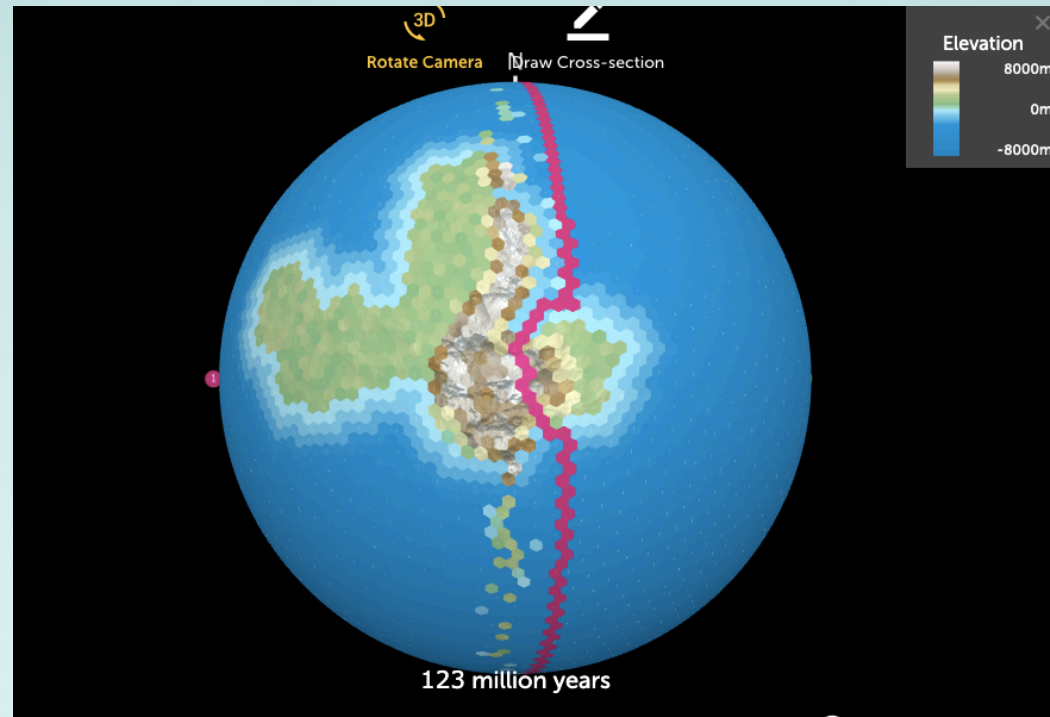 3D
Rotate Camera
Draw Cross-section
N
Elevation
8000m
0m
-8000m
1
123 million years